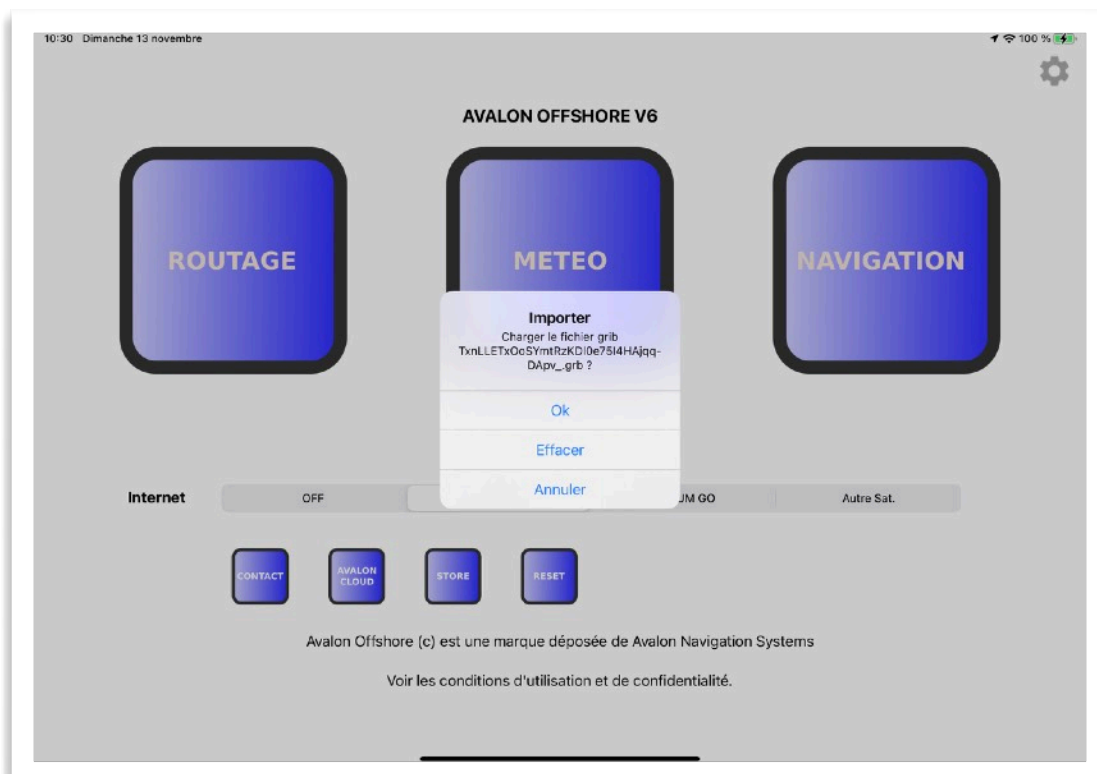 10:30 Dimanche 13 novembre
100 %
AVALON OFFSHORE V6
ROUTAGE
METEO
NAVIGATION
Importer
Charger le fichier grib
TxnLLETxOoSYmtRzKDI0e75I4HAjqq-
DApv_.grb ?
Ok
Effacer
Annuler
Internet
OFF
UM GO
Autre Sat.
CONTACT
AVALON
CLOUD
STORE
RESET
Avalon Offshore (c) est une marque déposée de Avalon Navigation Systems
Voir les conditions d'utilisation et de confidentialité.